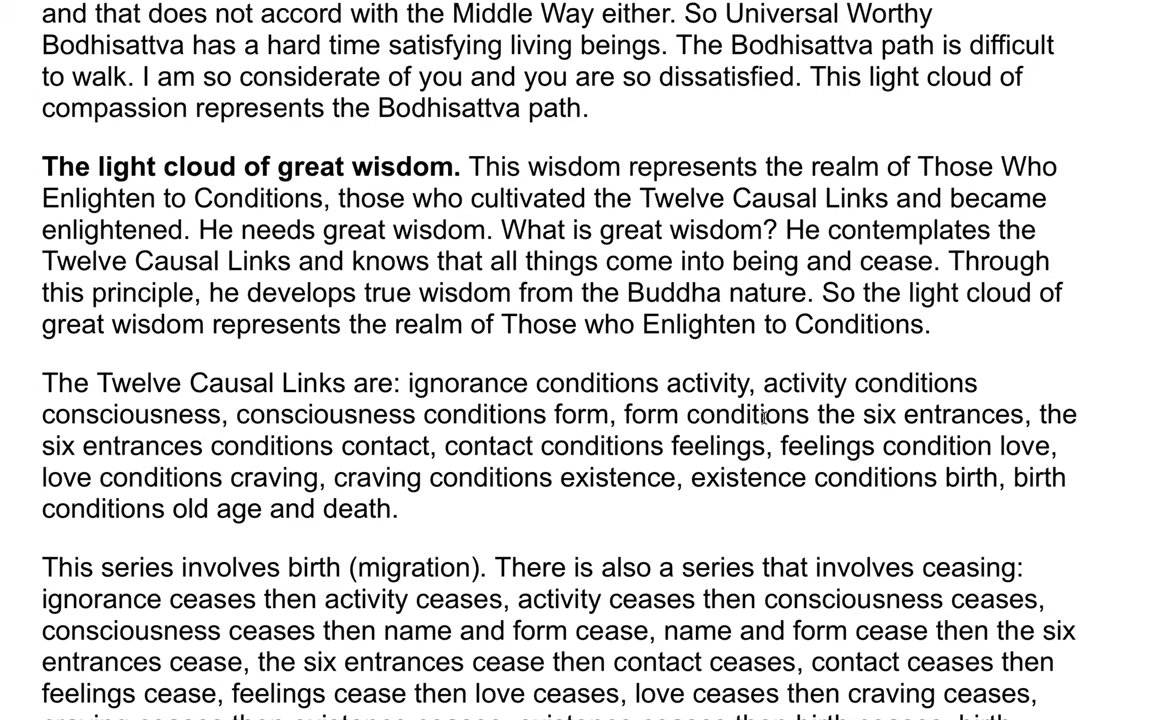 and that does not accord with the Middle Way either. So Universal Worthy
Bodhisattva has a hard time satisfying living beings. The Bodhisattva path is difficult
to walk. I am so considerate of you and you are so dissatisfied. This light cloud of
compassion represents the Bodhisattva path.
The light cloud of great wisdom. This wisdom represents the realm of Those Who
Enlighten to Conditions, those who cultivated the Twelve Causal Links and became
enlightened. He needs great wisdom. What is great wisdom? He contemplates the
Twelve Causal Links and knows that all things come into being and cease. Through
this principle, he develops true wisdom from the Buddha nature. So the light cloud of
great wisdom represents the realm of Those who Enlighten to Conditions.
The Twelve Causal Links are: ignorance conditions activity, activity conditions
consciousness, consciousness conditions form, form conditions the six entrances, the
six entrances conditions contact, contact conditions feelings, feelings condition love,
love conditions craving, craving conditions existence, existence conditions birth, birth
conditions old age and death.
This series involves birth (migration). There is also a series that involves ceasing:
ignorance ceases then activity ceases, activity ceases then consciousness ceases,
consciousness ceases then name and form cease, name and form cease then the six
entrances cease, the six entrances cease then contact ceases, contact ceases then
feelings cease, feelings cease then love ceases, love ceases then craving ceases,
craving ceases then existence ceases, existence ceases then birth ceases, birth